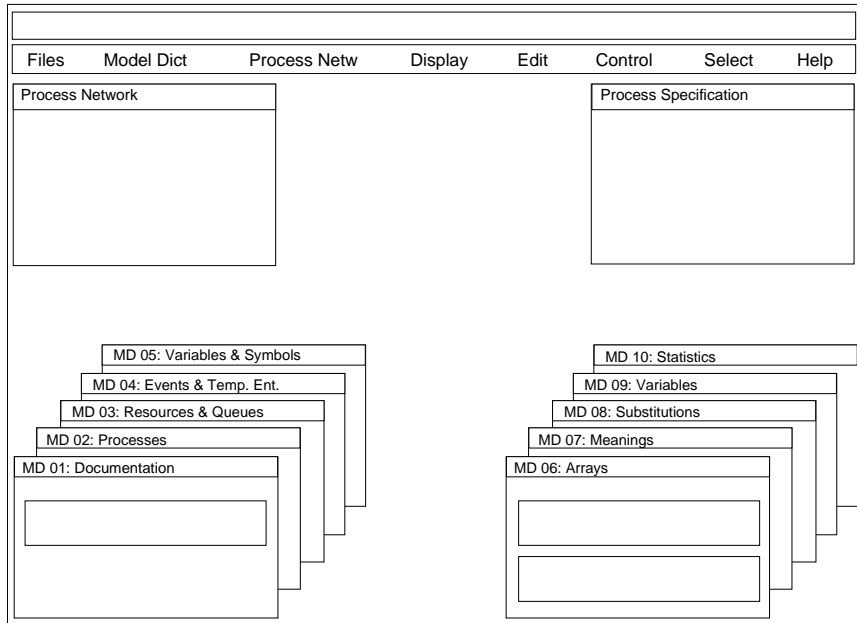 Files Model Dict Process Netw Display Edit Control Select Help
Process Network
Process Specification
MD 05: Variables & Symbols
MD 04: Events & Temp. Ent.
MD 03: Resources & Queues
MD 02: Processes
MD 01: Documentation
MD 10: Statistics
MD 09: Variables
MD 08: Substitutions
MD 07: Meanings
MD 06: Arrays